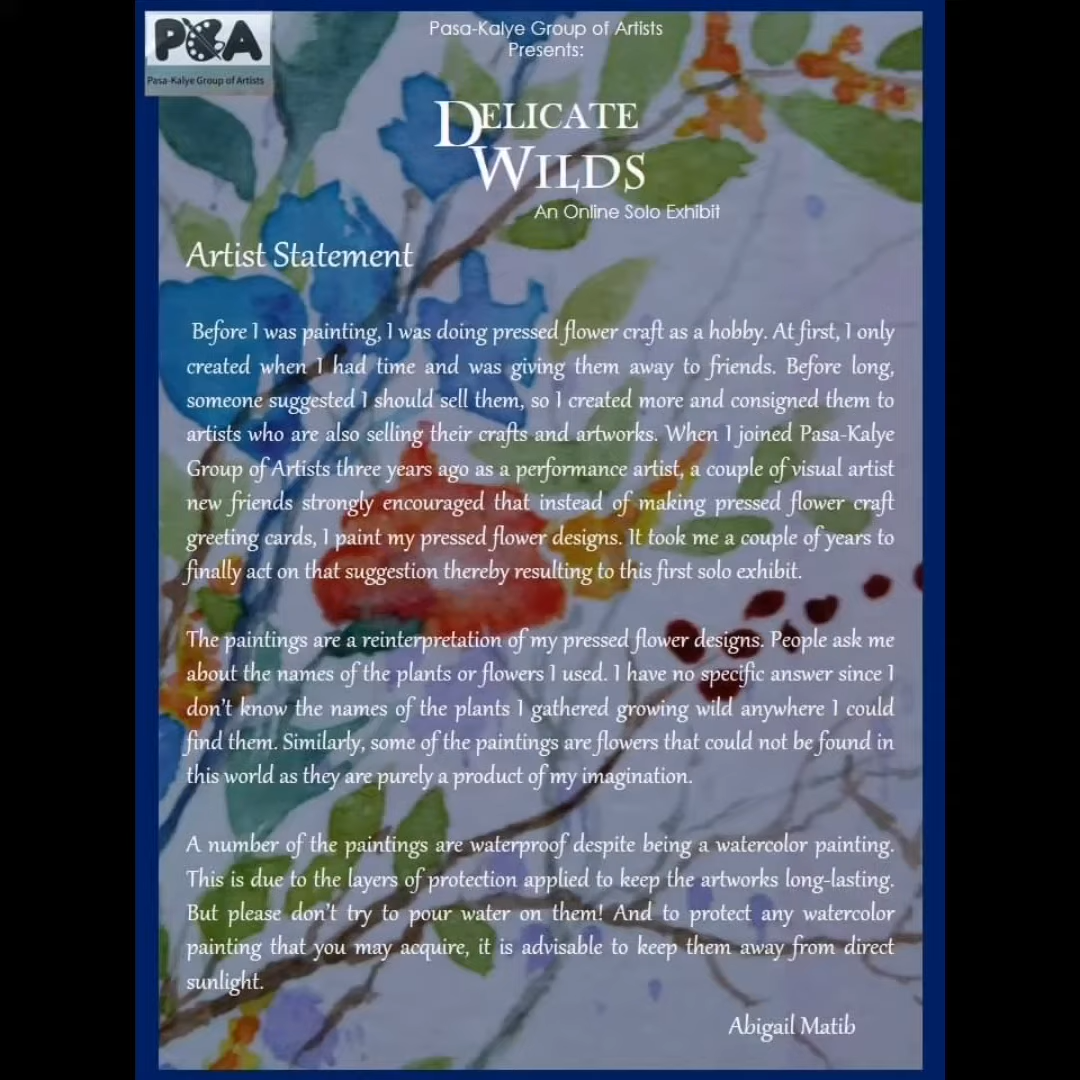 PGA
Pasa-Kalye Group of Artists
Pasa-Kalye Group of Artists
Presents:
DELICATE
WILDS
An Online Solo Exhibit
Artist Statement
Before I was painting, I was doing pressed flower craft as a hobby. At first, I only
created when I had time and was giving them away to friends. Before long,
someone suggested I should sell them, so I created more and consigned them to
artists who are also selling their crafts and artworks. When I joined Pasa-Kalye
Group of Artists three years ago as a performance artist, a couple of visual artist
new friends strongly encouraged that instead of making pressed flower craft
greeting cards, I paint my pressed flower designs. It took me a couple of years to
finally act on that suggestion thereby resulting to this first solo exhibit.
The paintings are a reinterpretation of my pressed flower designs. People ask me
about the names of the plants or flowers I used. I have no specific answer since I
don't know the names of the plants I gathered growing wild anywhere I could
find them. Similarly, some of the paintings are flowers that could not be found in
this world as they are purely a product of my imagination.
A number of the paintings are waterproof despite being a watercolor painting.
This is due to the layers of protection applied to keep the artworks long-lasting.
But please don't try to pour water on them! And to protect any watercolor
painting that you may acquire, it is advisable to keep them away from direct
sunlight.
Abigail Matib